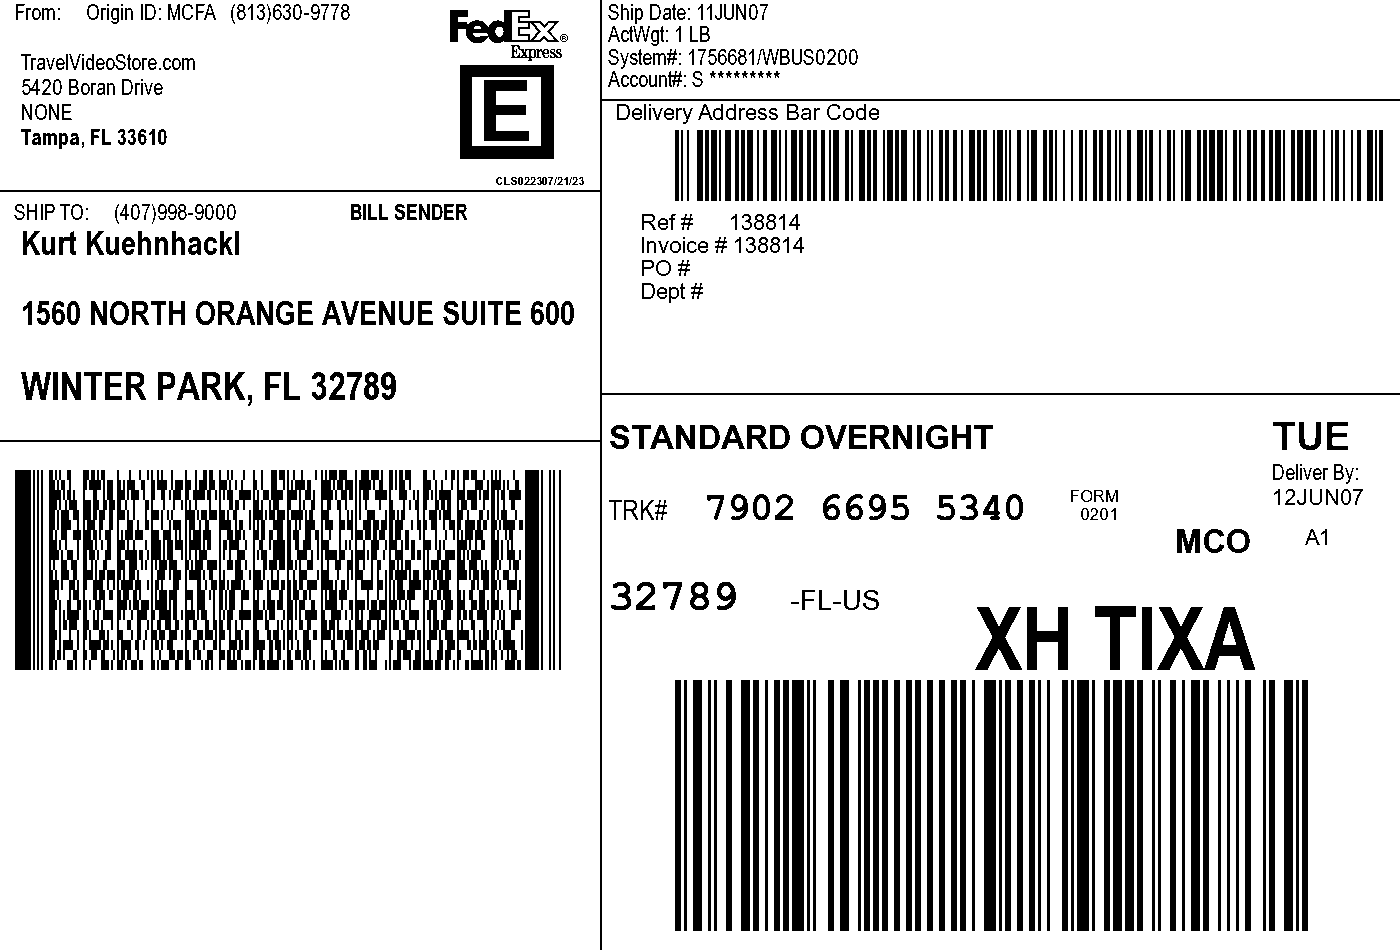 From: Origin ID: MCFA (813)630-9778
TravelVideoStore.com
5420 Boran Drive
NONE
Tampa, FL 33610
FedEx®
Express
E
CLS022307/21/23
SHIP TO: (407)998-9000 BILL SENDER
Kurt Kuehnhackl
1560 NORTH ORANGE AVENUE SUITE 600
WINTER PARK, FL 32789
Ship Date: 11JUN07
ActWgt: 1 LB
System#: 1756681/WBUS0200
Account#: S *********
Delivery Address Bar Code
Ref # 138814
Invoice # 138814
PO #
Dept #
STANDARD OVERNIGHT TUE
Deliver By:
12JUN07
TRK# 7902 6695 5340 FORM
0201
MCO A1
32789 -FL-US
XH TIXA